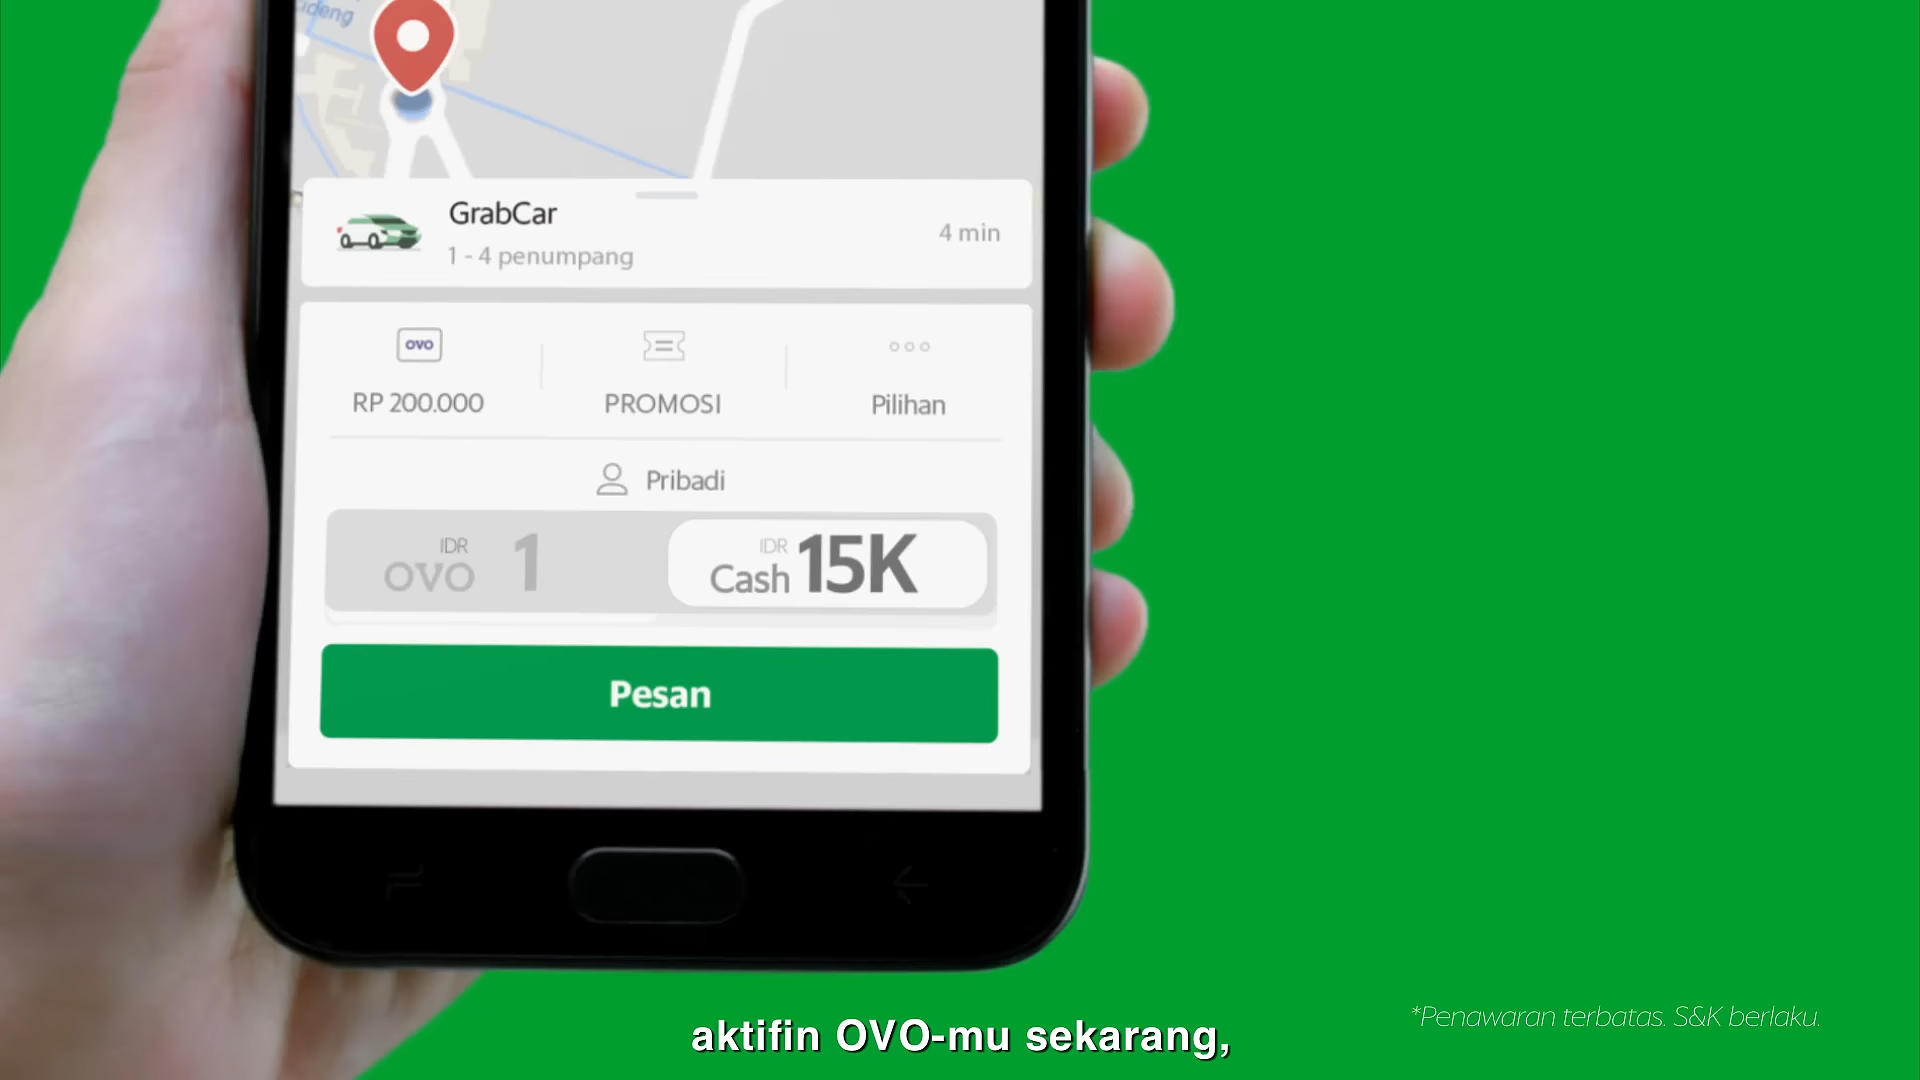 ideng
GrabCar
1 - 4 penumpang
4 min
ovo
RP 200.000
PROMOSI
Pilihan
Pribadi
IDR
OVO 1
IDR
Cash 15K
Pesan
*Penawaran terbatas. S&K berlaku.
aktifin OVO-mu sekarang,